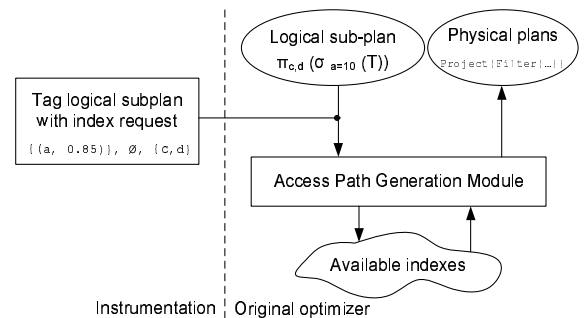 Logical sub-plan
π c,d (σ a=10 (T))
Physical plans
Project(Filter(…))
Tag logical subplan
with index request
{(a, 0.85)}, Ø, {c,d}
Access Path Generation Module
Available indexes
Instrumentation
Original optimizer